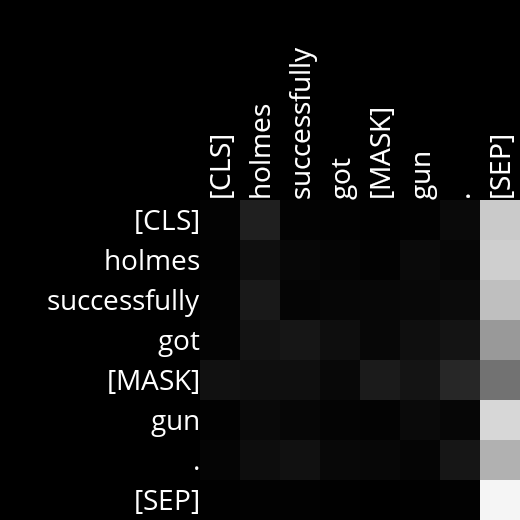 [CLS]
holmes
successfully
got
[MASK]
gun
.
[SEP]
[CLS]
holmes
successfully
got
[MASK]
gun
.
[SEP]